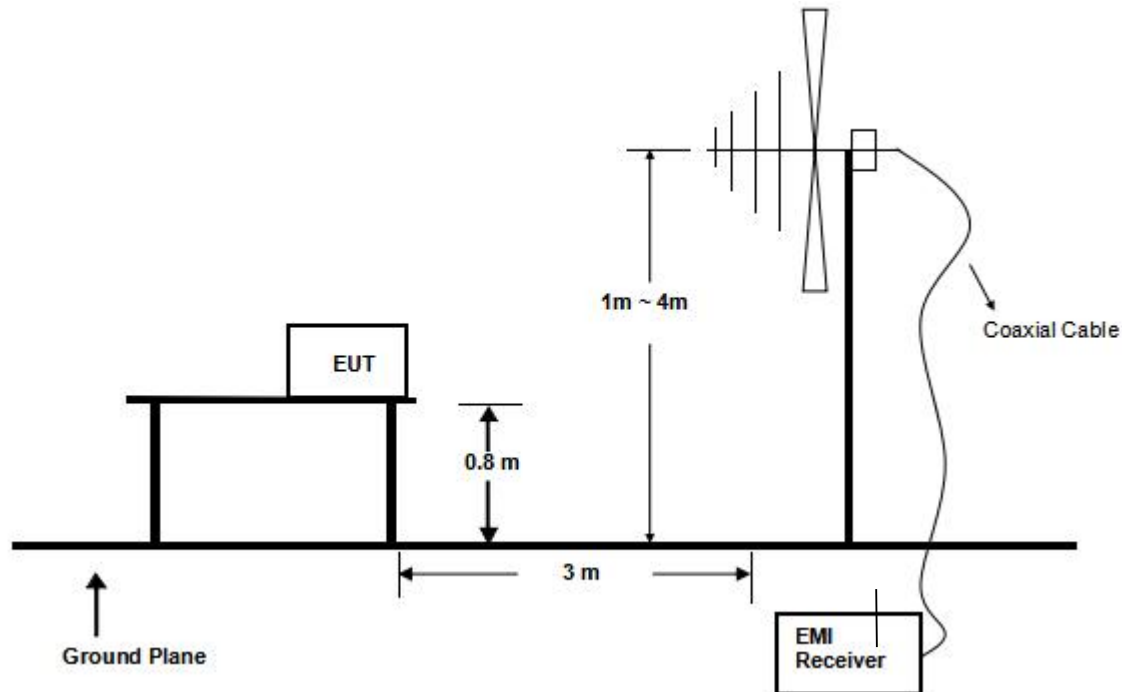 1m ~ 4m
Coaxial Cable
EUT
0.8 m
3 m
Ground Plane
EMI
Receiver